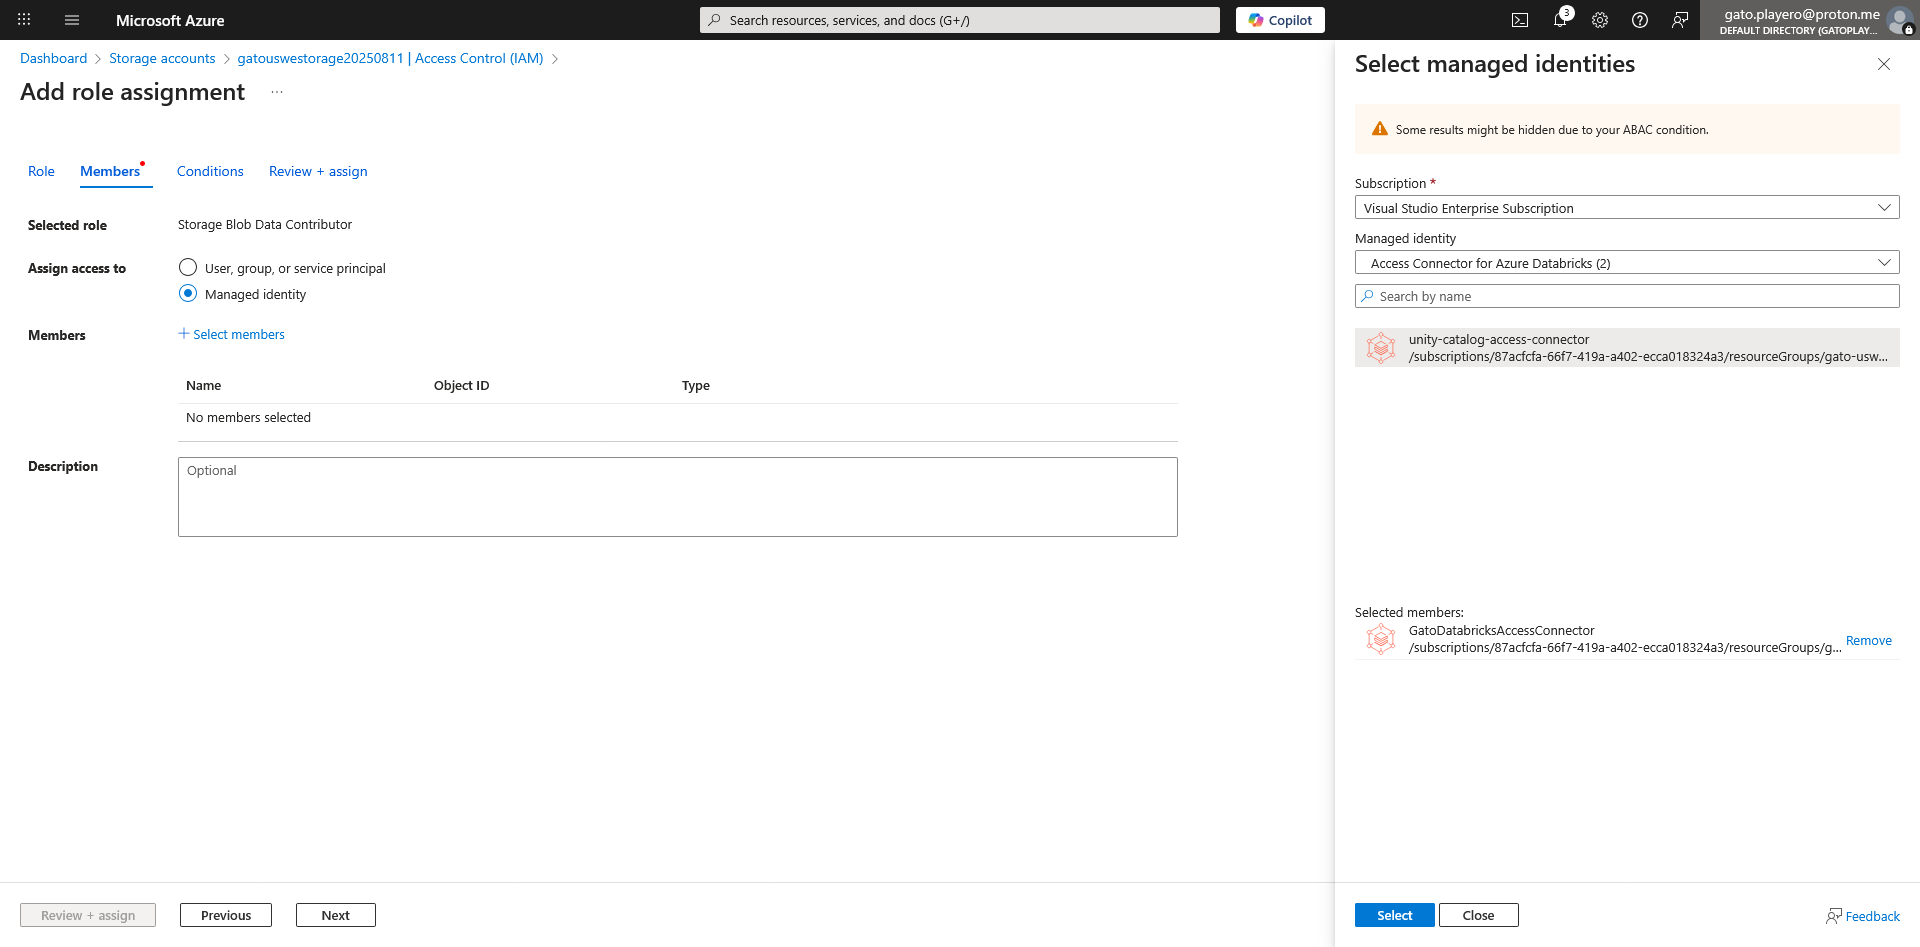 Microsoft Azure
Search resources, services, and docs (G+/)
Copilot
3
gato.playero@proton.me
DEFAULT DIRECTORY (GATOPLAY...
Dashboard > Storage accounts > gatouswestorage20250811 | Access Control (IAM) >
Add role assignment ...
Role Members Conditions Review + assign
Selected role Storage Blob Data Contributor
Assign access to User, group, or service principal
Managed identity
Members + Select members
Name Object ID Type
No members selected
Description Optional
Review + assign Previous Next
Select managed identities
Some results might be hidden due to your ABAC condition.
Subscription *
Visual Studio Enterprise Subscription
Managed identity
Access Connector for Azure Databricks (2)
Search by name
unity-catalog-access-connector
/subscriptions/87acfcfa-66f7-419a-a402-ecca018324a3/resourceGroups/gato-usw...
Selected members:
GatoDatabricksAccessConnector
/subscriptions/87acfcfa-66f7-419a-a402-ecca018324a3/resourceGroups/g...
Remove
Select Close Feedback